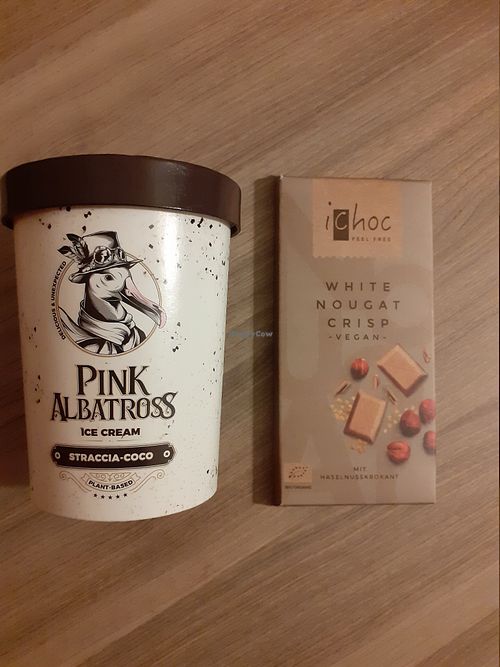 DELICIOUS & UNEXPECTED
PINK
ALBATROSS
ICE CREAM
STRACCIA-COCO
PLANT-BASED
iChoc
FEEL FREE
WHITE
NOUGAT
CRISP
-VEGAN-
MIT
HASELNUSSKROKANT